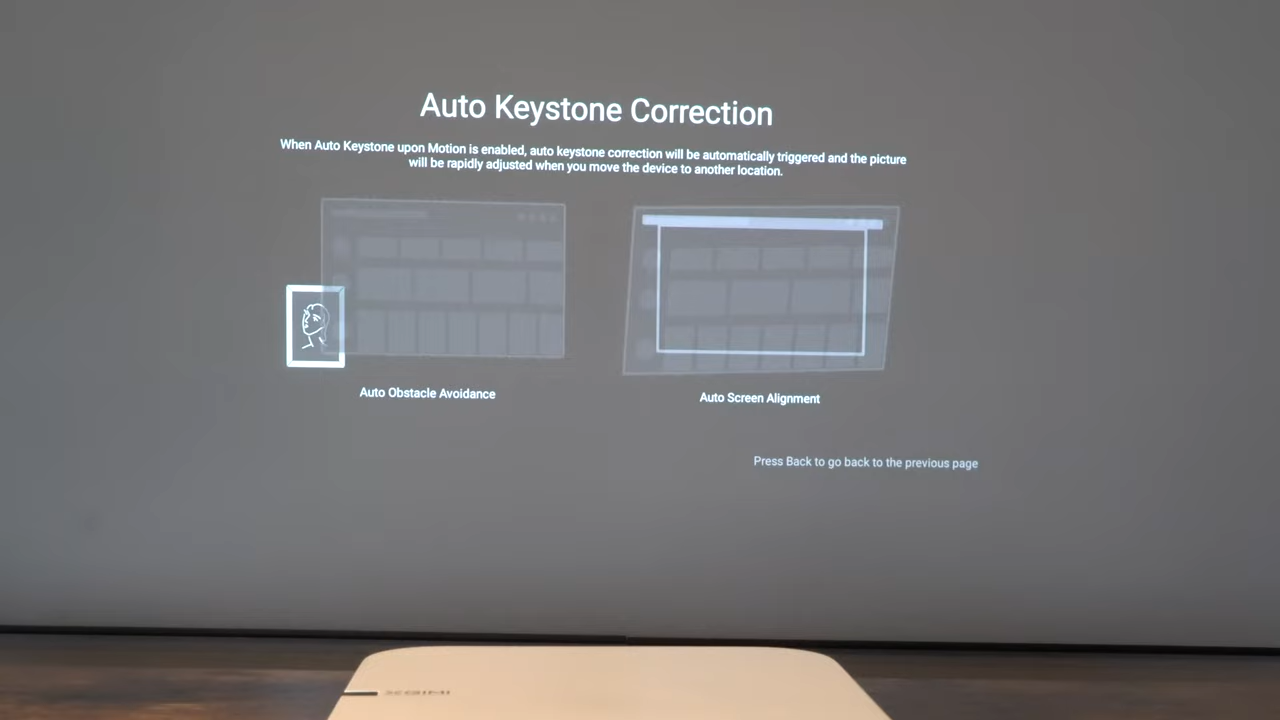 Auto Keystone Correction
When Auto Keystone upon Motion is enabled, auto keystone correction will be automatically triggered and the picture
will be rapidly adjusted when you move the device to another location.
Auto Obstacle Avoidance
Auto Screen Alignment
Press Back to go back to the previous page
XGIMI